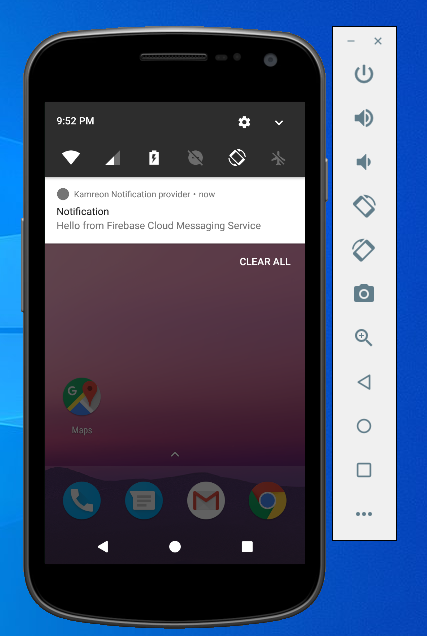 9:52 PM
Kamreon Notification provider • now
Notification
Hello from Firebase Cloud Messaging Service
CLEAR ALL
Maps